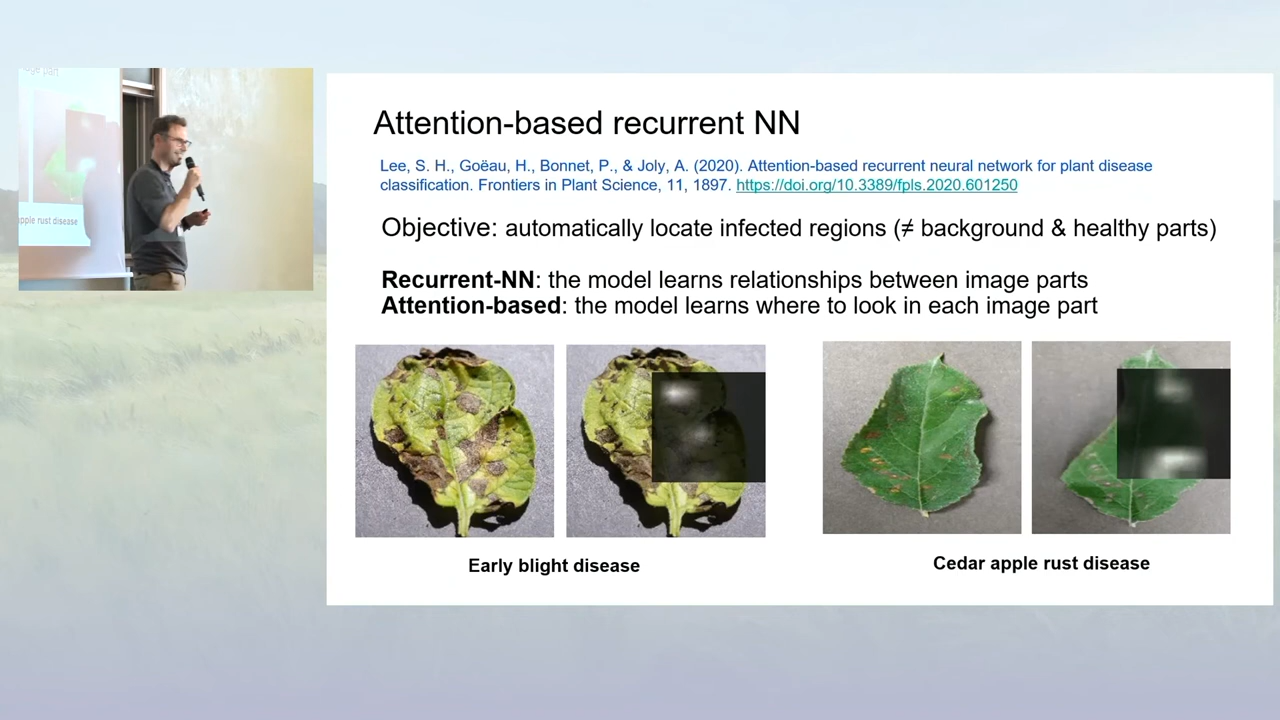 age part
apple rust disease
Attention-based recurrent NN
Lee, S. H., Goëau, H., Bonnet, P., & Joly, A. (2020). Attention-based recurrent neural network for plant disease
classification. Frontiers in Plant Science, 11, 1897. https://doi.org/10.3389/fpls.2020.601250
Objective: automatically locate infected regions (≠ background & healthy parts)
Recurrent-NN: the model learns relationships between image parts
Attention-based: the model learns where to look in each image part
Early blight disease
Cedar apple rust disease